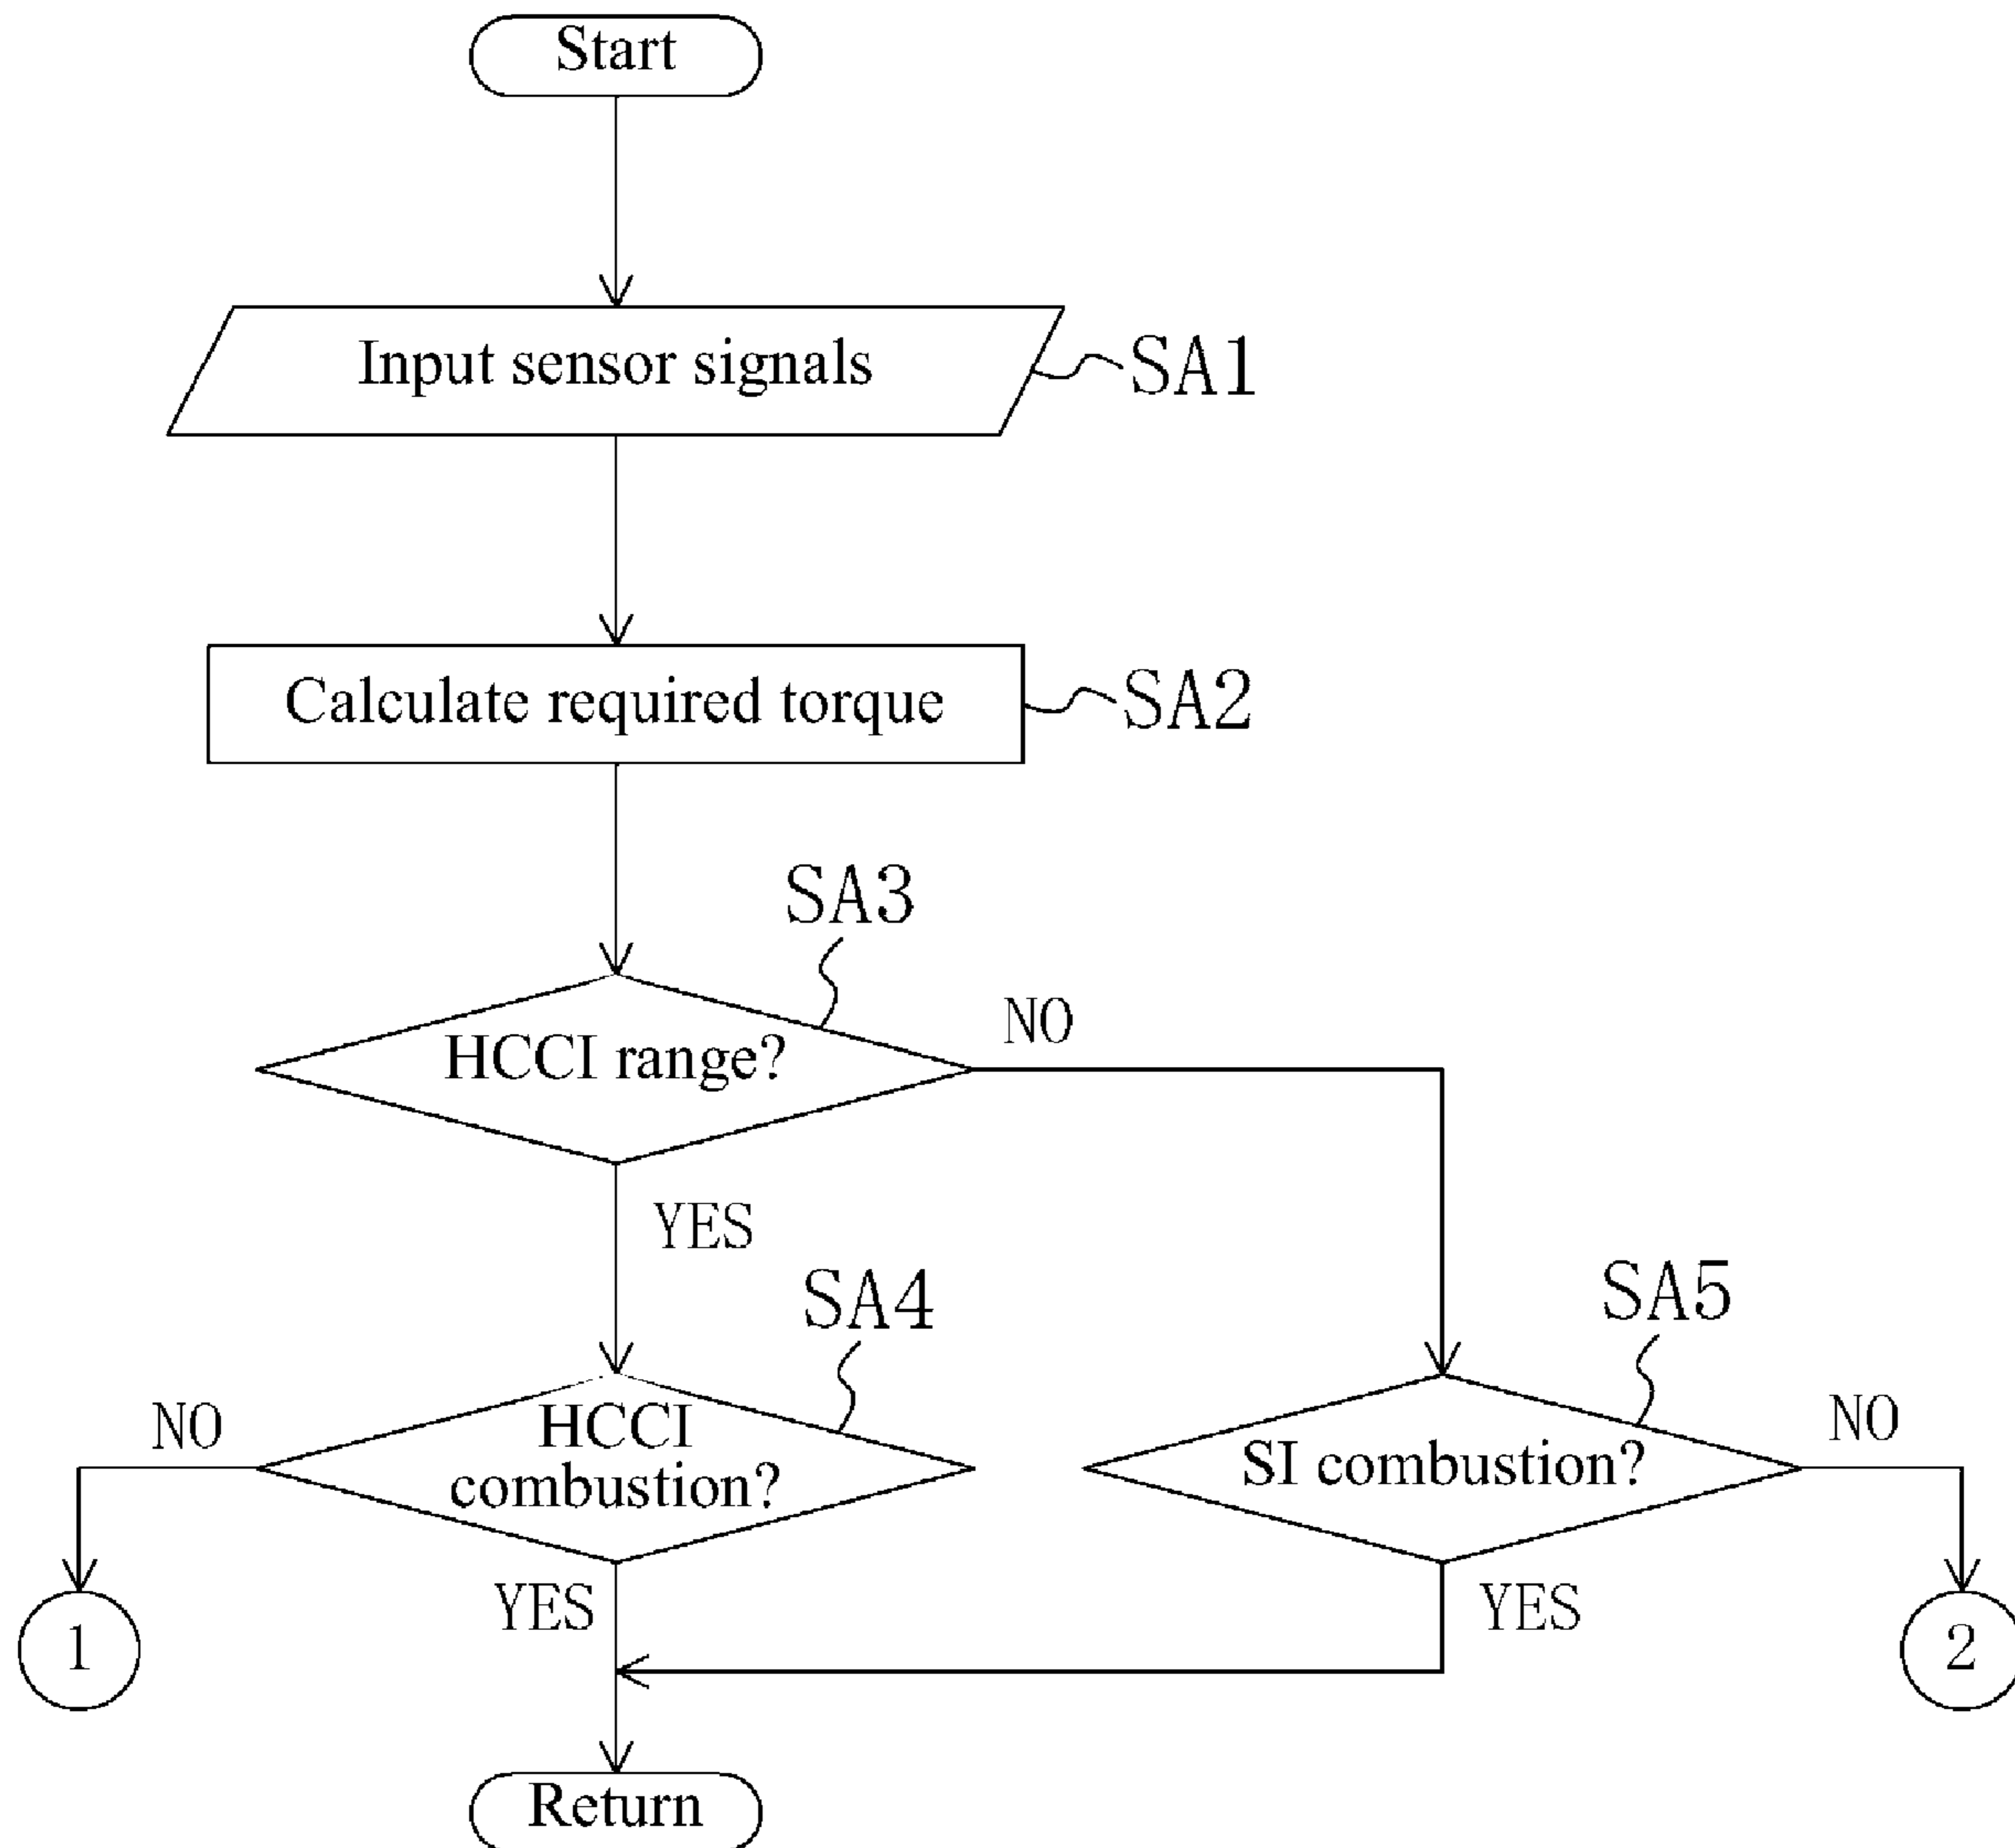 Start
Input sensor signals
SA1
Calculate required torque
SA2
SA3
HCCI range?
NO
YES
SA4
SA5
NO
HCCI
combustion?
SI combustion?
NO
YES
YES
1
2
Return